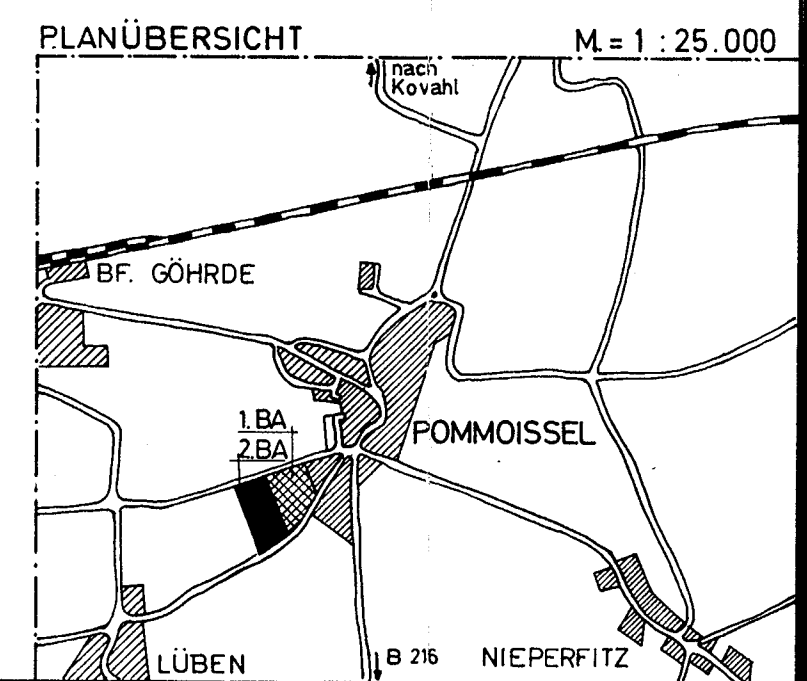 PLANÜBERSICHT M. = 1 : 25.000
nach
Kovahl
BF. GÖHRDE
1. BA
2. BA
POMMOISSEL
LÜBEN
B 216
NIEPERFITZ